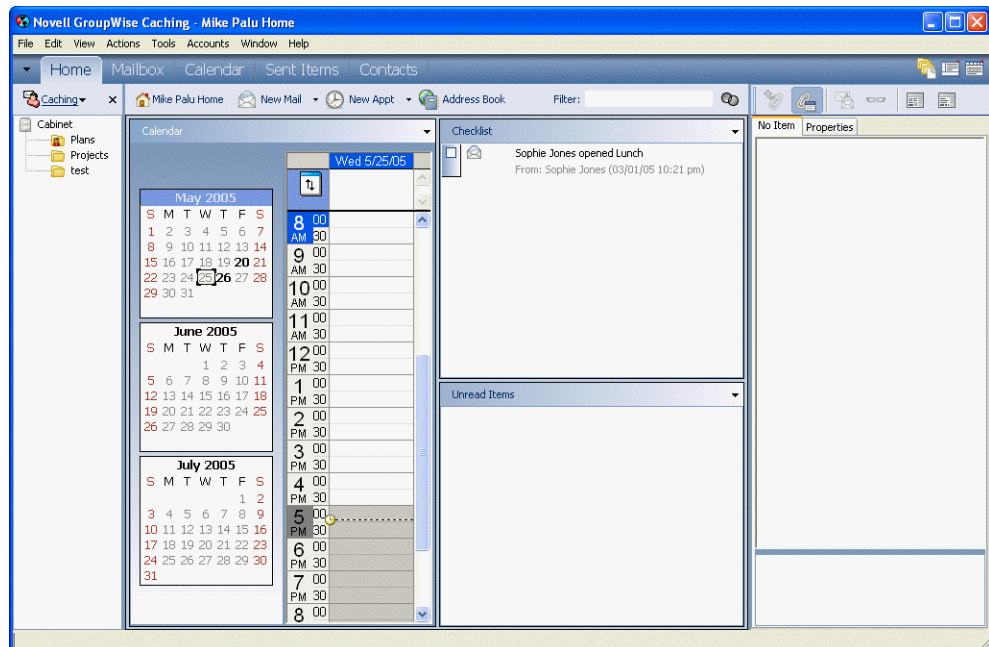 Novell GroupWise Caching - Mike Palu Home
File Edit View Actions Tools Accounts Window Help
Home Mailbox Calendar Sent Items Contacts
Caching x Mike Palu Home New Mail New Appt Address Book Filter:
Cabinet
Plans
Projects
test
Calendar
May 2005
S M T W T F S
1 2 3 4 5 6 7
8 9 10 11 12 13 14
15 16 17 18 19 20 21
22 23 24 25 26 27 28
29 30 31
June 2005
S M T W T F S
1 2 3 4
5 6 7 8 9 10 11
12 13 14 15 16 17 18
19 20 21 22 23 24 25
26 27 28 29 30
July 2005
S M T W T F S
1 2
3 4 5 6 7 8 9
10 11 12 13 14 15 16
17 18 19 20 21 22 23
24 25 26 27 28 29 30
31
Wed 5/25/05
8 00
AM 30
9 00
AM 30
10 00
AM 30
11 00
AM 30
12 00
PM 30
1 00
PM 30
2 00
PM 30
3 00
PM 30
4 00
PM 30
5 00
PM 30
6 00
PM 30
7 00
PM 30
8 00
Checklist
Sophie Jones opened Lunch
From: Sophie Jones (03/01/05 10:21 pm)
Unread Items
No Item Properties